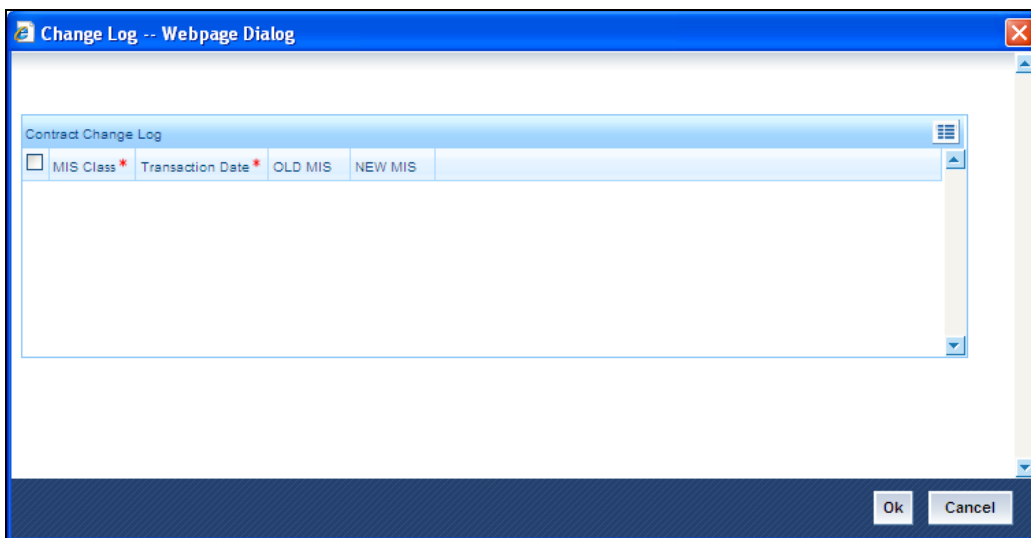 Change Log -- Webpage Dialog
Contract Change Log
MIS Class * Transaction Date * OLD MIS NEW MIS
Ok Cancel